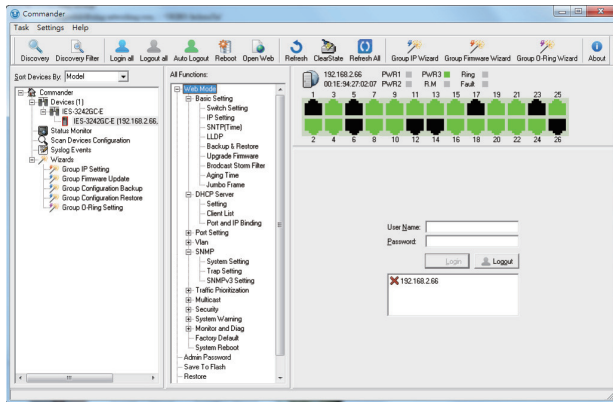 Commander
Task Settings Help
Discovery Discovery Filter Login all Logout all Auto Logout Reboot Open Web Refresh ClearState Refresh All Group IP Wizard Group Firmware Wizard Group O-Ring Wizard About
Sort Devices By: Model
Commander
Devices (1)
IES-3242GC-E
IES-3242GC-E (192.168.2.66,
Status Monitor
Scan Devices Configuration
Syslog Events
Wizards
Group IP Setting
Group Firmware Update
Group Configuration Backup
Group Configuration Restore
Group O-Ring Setting
All Functions:
Web Mode
Basic Setting
Switch Setting
IP Setting
SNTP(Time)
LLDP
Backup & Restore
Upgrade Firmware
Brodcast Storm Filter
Aging Time
Jumbo Frame
DHCP Server
Setting
Client List
Port and IP Binding
Port Setting
Vlan
SNMP
System Setting
Trap Setting
SNMPv3 Setting
Traffic Prioritization
Multicast
Security
System Warning
Monitor and Diag
Factory Default
System Reboot
Admin Password
Save To Flash
Restore
192.168.2.66 PWR1 PWR3 Ring
00:1E:94:27:02:07 PWR2 R.M Fault
1 3 5 7 9 11 13 15 17 19 21 23 25
2 4 6 8 10 12 14 16 18 20 22 24 26
User Name:
Password:
Login Logout
192.168.2.66